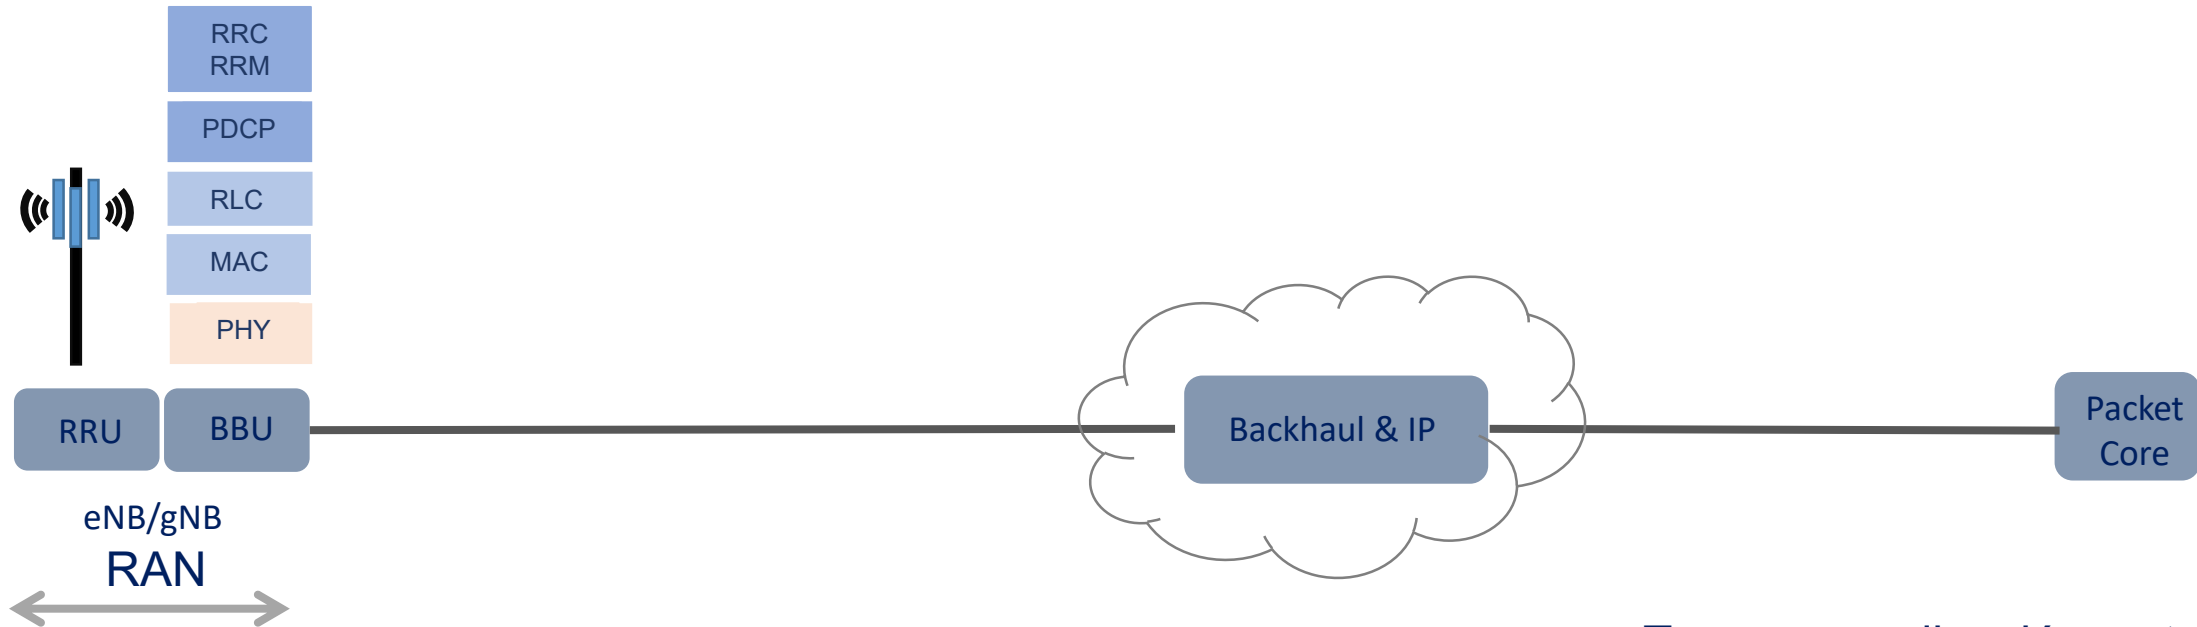 RRC
RRM
PDCP
RLC
MAC
PHY
RRU
BBU
Backhaul & IP
Packet
Core
eNB/gNB
RAN